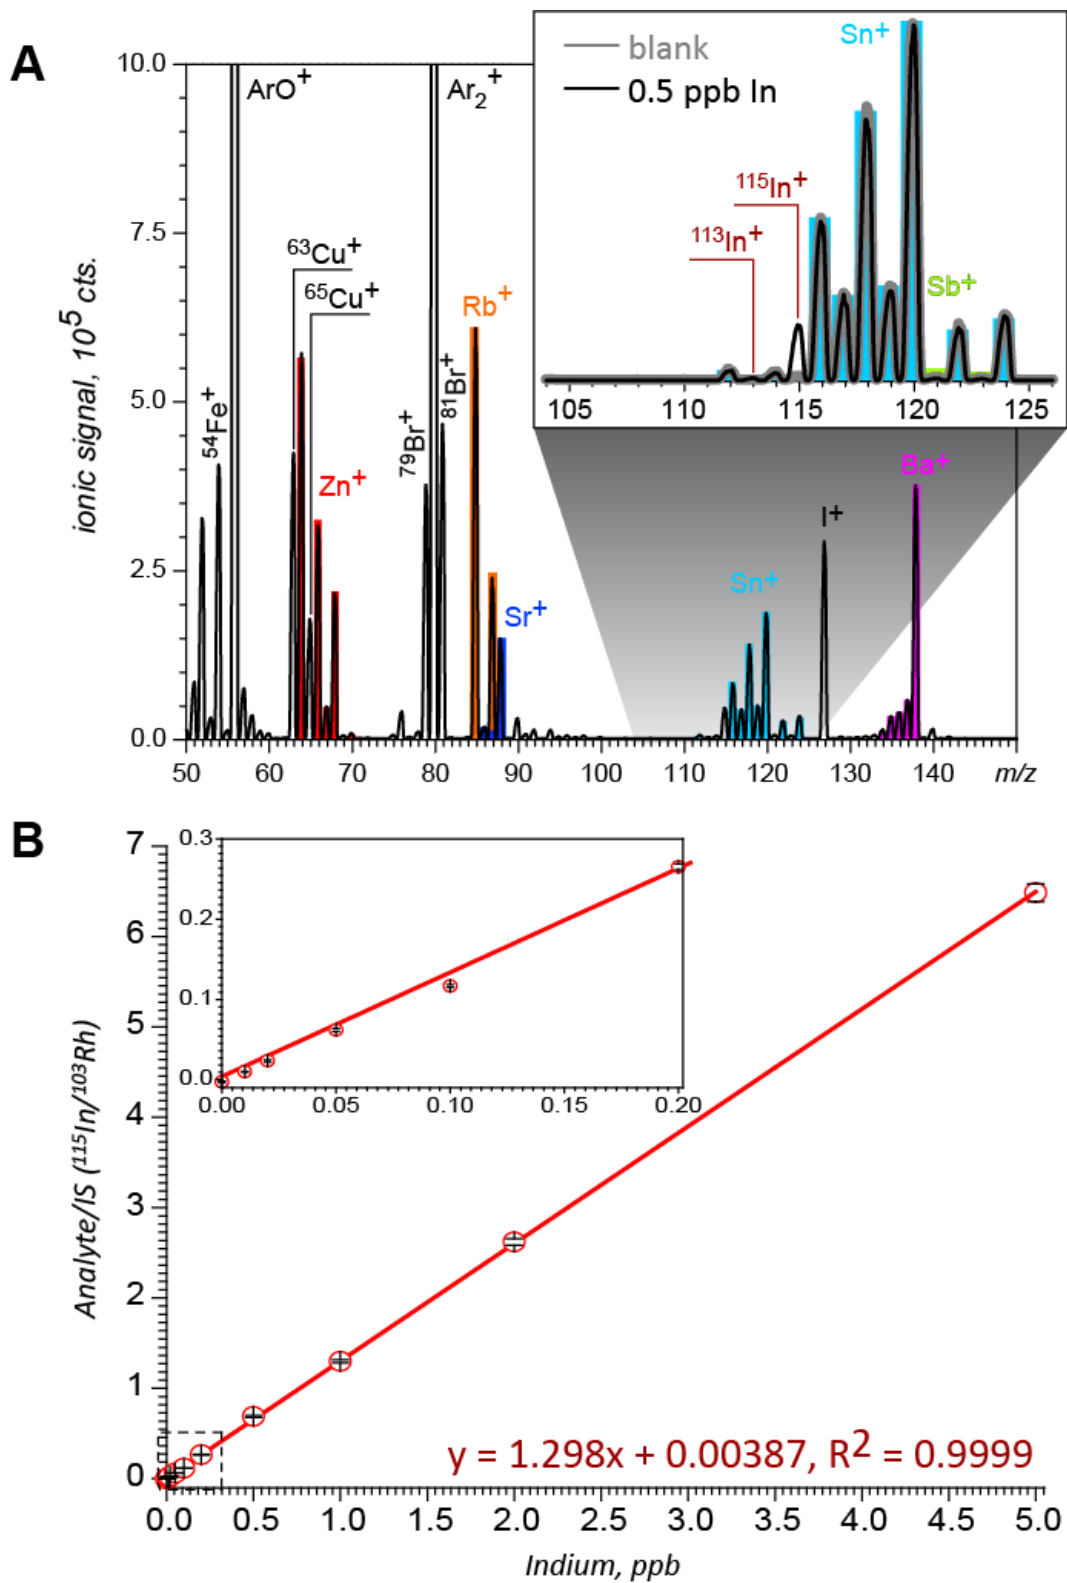 A
ionic signal, 10⁵ cts.
10.0
7.5
5.0
2.5
0.0
50 60 70 80 90 100 110 120 130 140 m/z
ArO⁺
Ar₂⁺
⁶³Cu⁺
⁶⁵Cu⁺
⁵⁴Fe⁺
Zn⁺
⁷⁹Br⁺
⁸¹Br⁺
Rb⁺
Sr⁺
Sn⁺
I⁺
Ba⁺
blank
0.5 ppb In
Sn⁺
¹¹⁵In⁺
¹¹³In⁺
Sb⁺
105 110 115 120 125
B
Analyte/IS (¹¹⁵In/¹⁰³Rh)
7
6
5
4
3
2
1
0
0.3
0.2
0.1
0.0
0.00 0.05 0.10 0.15 0.20
y = 1.298x + 0.00387, R² = 0.9999
0.0 0.5 1.0 1.5 2.0 2.5 3.0 3.5 4.0 4.5 5.0
Indium, ppb